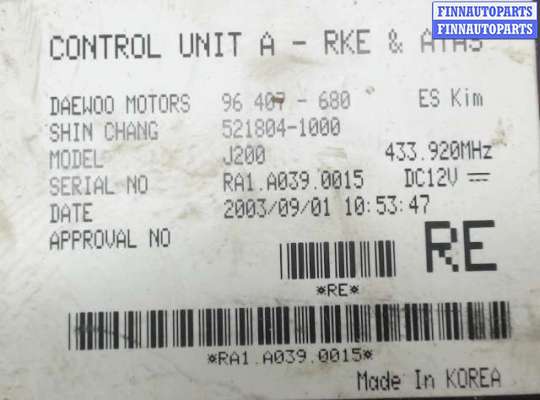 FINNAUTOPARTS
FINNAUTOPARTS
CONTROL UNIT A - RKE & ATAS
DAEWOO MOTORS 96 407 - 680 ES Kim
SHIN CHANG 521804-1000
MODEL J200 433.920MHz
SERIAL NO RA1.A039.0015 DC12V
DATE 2003/09/01 10:53:47
APPROVAL NO
RE
*RE*
*RA1.A039.0015*
Made In KOREA